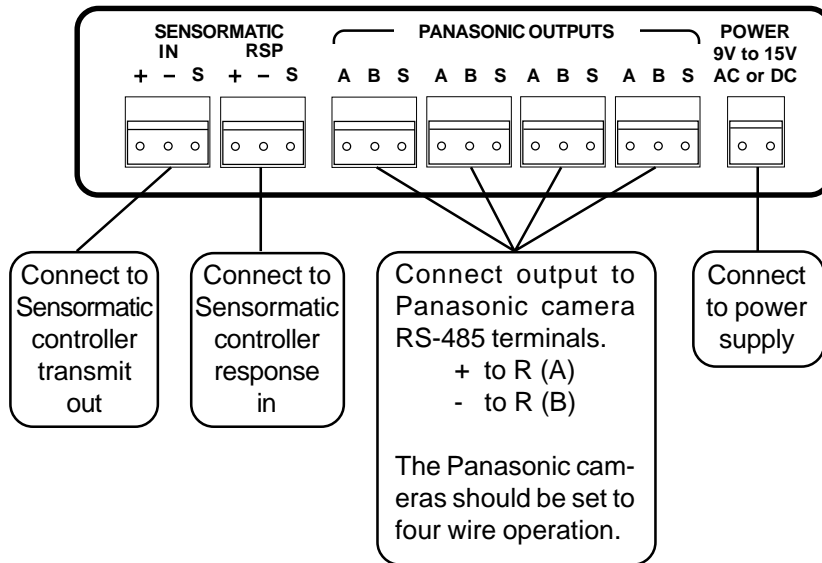 SENSORMATIC
IN RSP
+ − S + − S
PANASONIC OUTPUTS
A B S A B S A B S A B S
POWER
9V to 15V
AC or DC
Connect to
Sensormatic
controller
transmit
out
Connect to
Sensormatic
controller
response
in
Connect output to
Panasonic camera
RS-485 terminals.
+ to R (A)
- to R (B)
The Panasonic cam-
eras should be set to
four wire operation.
Connect
to power
supply